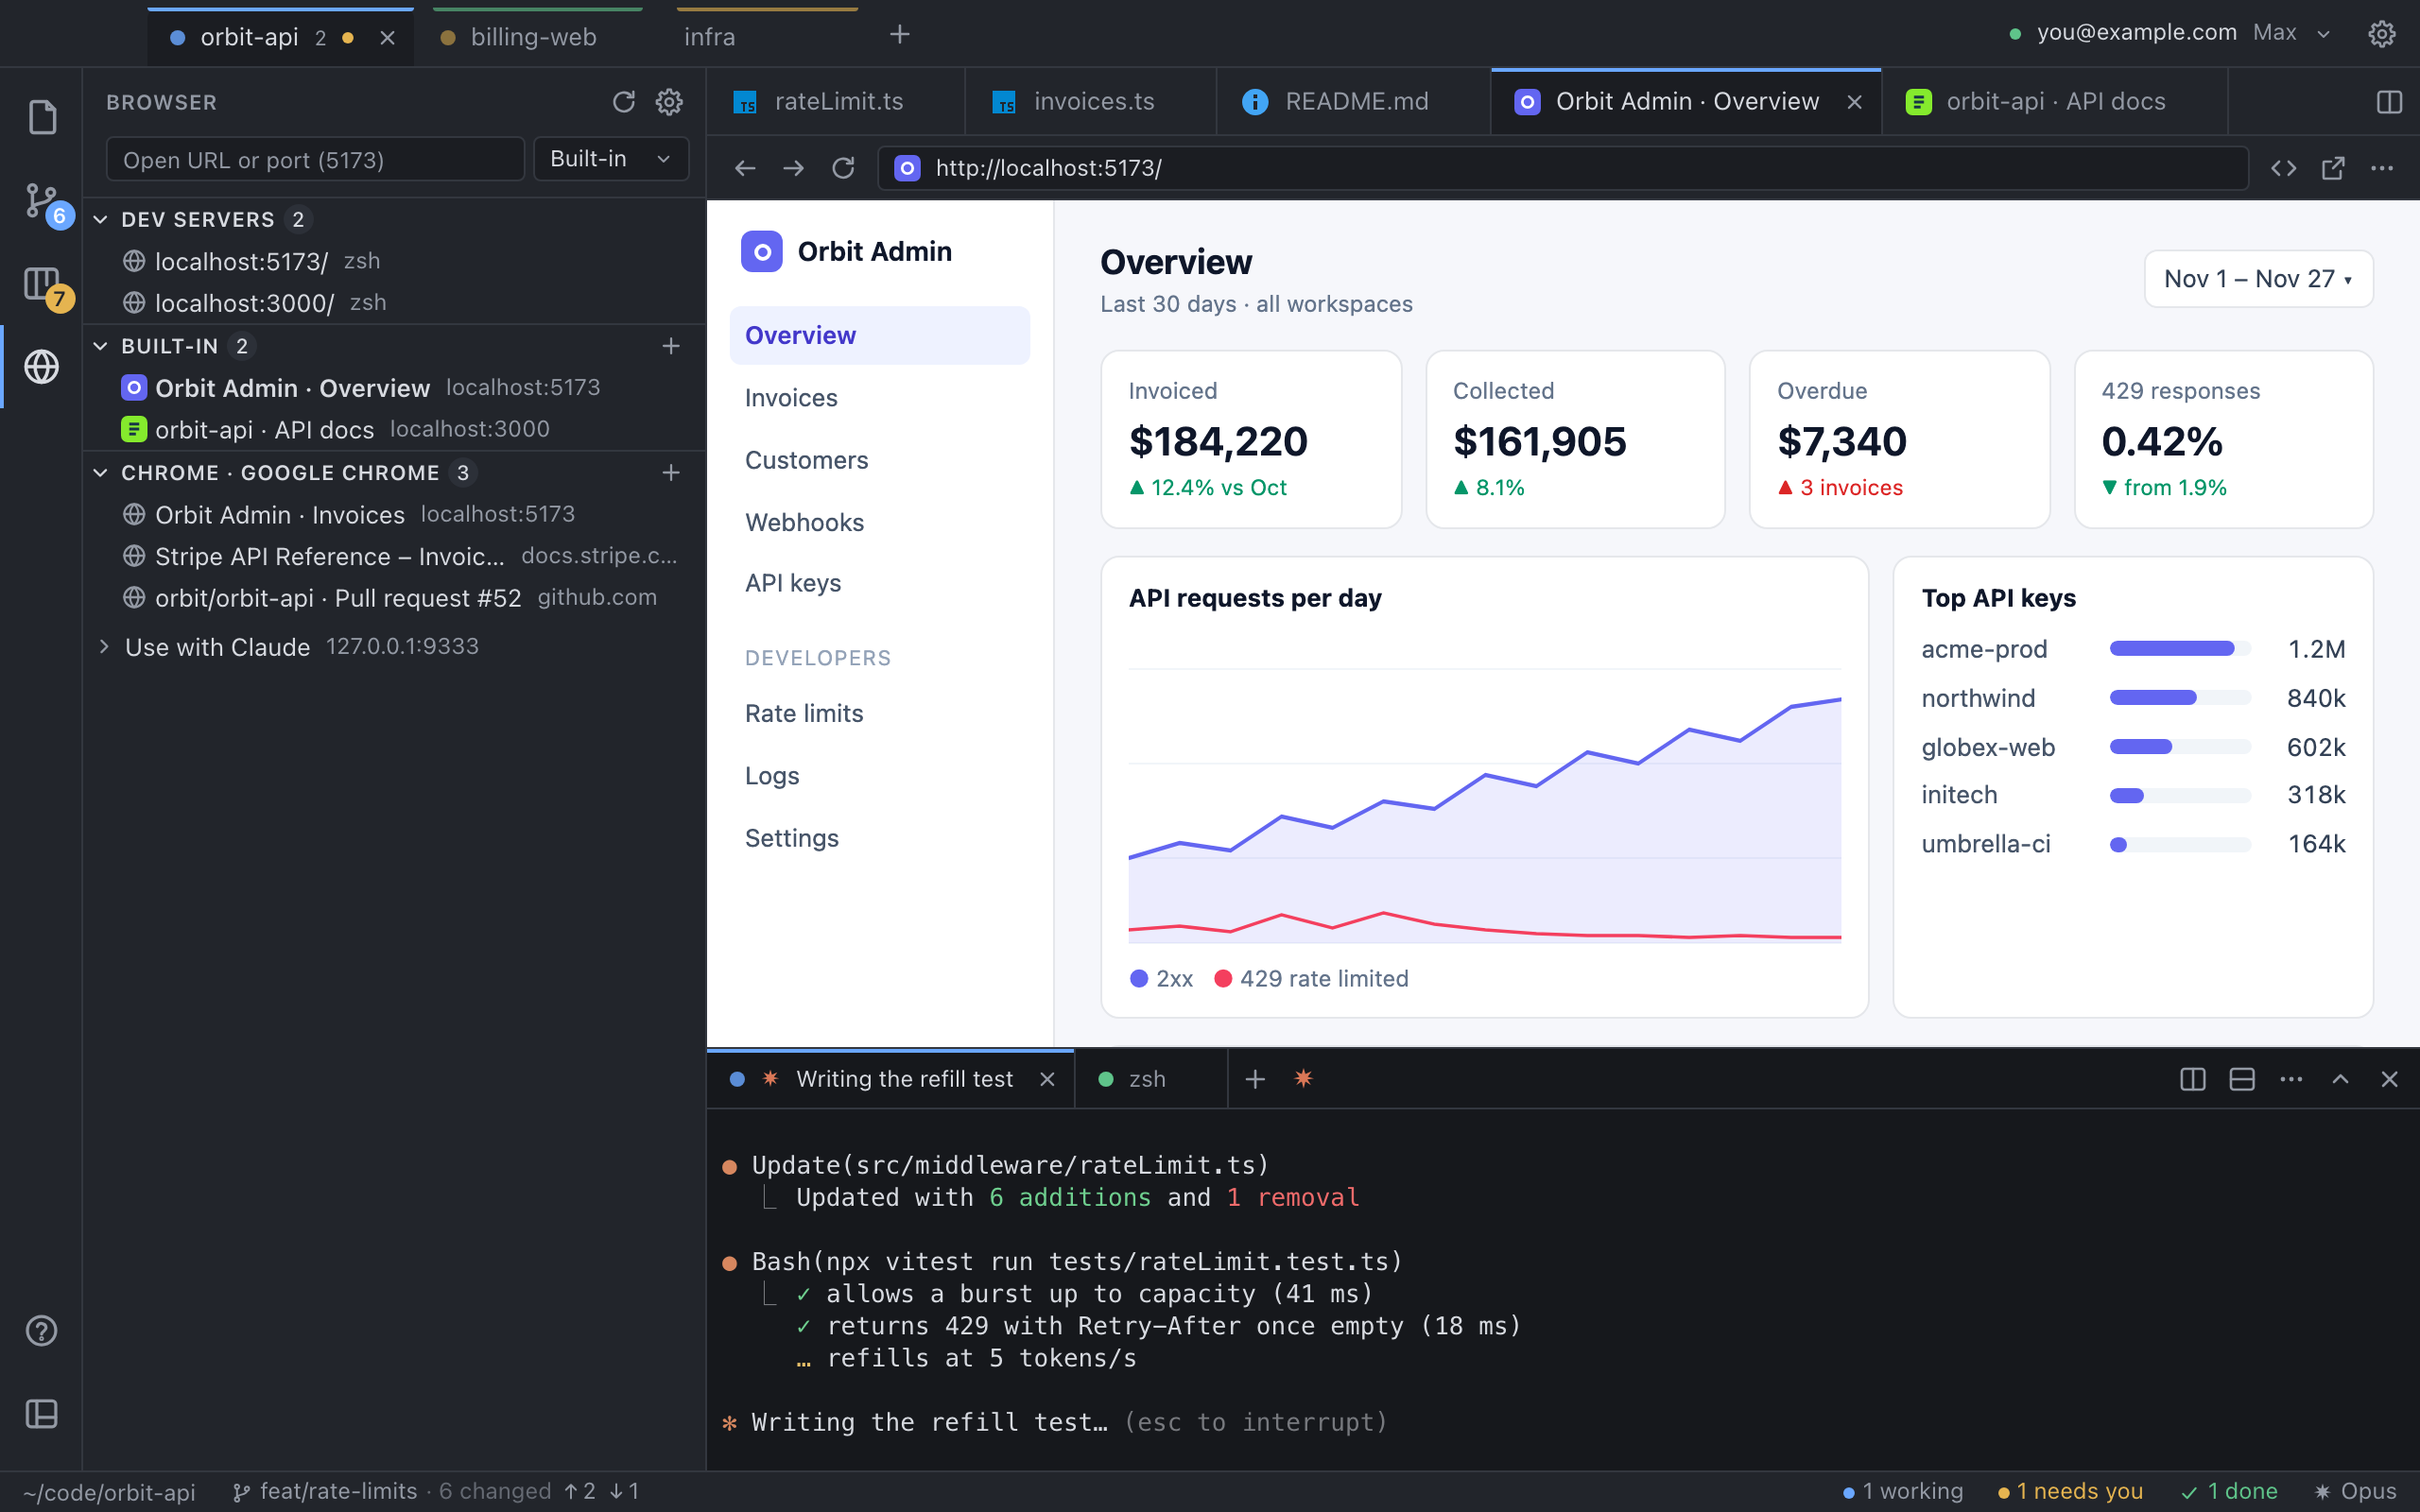 orbit-api 2
billing-web
infra
you@example.com Max
BROWSER
Open URL or port (5173)
Built-in
DEV SERVERS 2
localhost:5173/ zsh
localhost:3000/ zsh
BUILT-IN 2
Orbit Admin · Overview localhost:5173
orbit-api · API docs localhost:3000
CHROME · GOOGLE CHROME 3
Orbit Admin · Invoices localhost:5173
Stripe API Reference – Invoic... docs.stripe.c...
orbit/orbit-api · Pull request #52 github.com
Use with Claude 127.0.0.1:9333
6
7
TS rateLimit.ts
TS invoices.ts
README.md
Orbit Admin · Overview
orbit-api · API docs
http://localhost:5173/
Orbit Admin
Overview
Invoices
Customers
Webhooks
API keys
DEVELOPERS
Rate limits
Logs
Settings
Overview
Last 30 days · all workspaces
Nov 1 – Nov 27 ▾
Invoiced
$184,220
▲ 12.4% vs Oct
Collected
$161,905
▲ 8.1%
Overdue
$7,340
▲ 3 invoices
429 responses
0.42%
▼ from 1.9%
API requests per day
2xx
429 rate limited
Top API keys
acme-prod 1.2M
northwind 840k
globex-web 602k
initech 318k
umbrella-ci 164k
Writing the refill test
zsh
● Update(src/middleware/rateLimit.ts)
⎿ Updated with 6 additions and 1 removal
● Bash(npx vitest run tests/rateLimit.test.ts)
⎿ ✓ allows a burst up to capacity (41 ms)
✓ returns 429 with Retry-After once empty (18 ms)
… refills at 5 tokens/s
✻ Writing the refill test… (esc to interrupt)
~/code/orbit-api
feat/rate-limits · 6 changed ↑2 ↓1
1 working
1 needs you
✓ 1 done
Opus